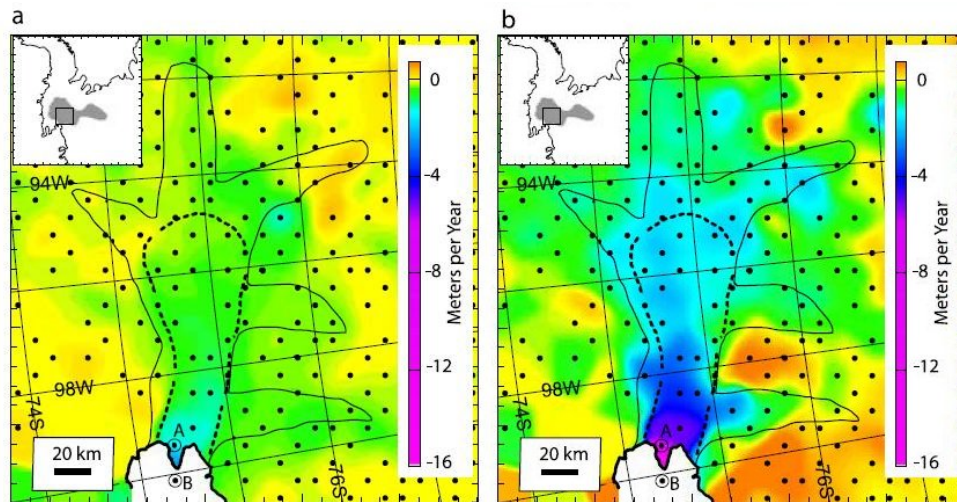 a
94W
98W
74S
76S
A
B
20 km
0
-4
-8
-12
-16
Meters per Year
b
94W
98W
74S
76S
A
B
20 km
0
-4
-8
-12
-16
Meters per Year